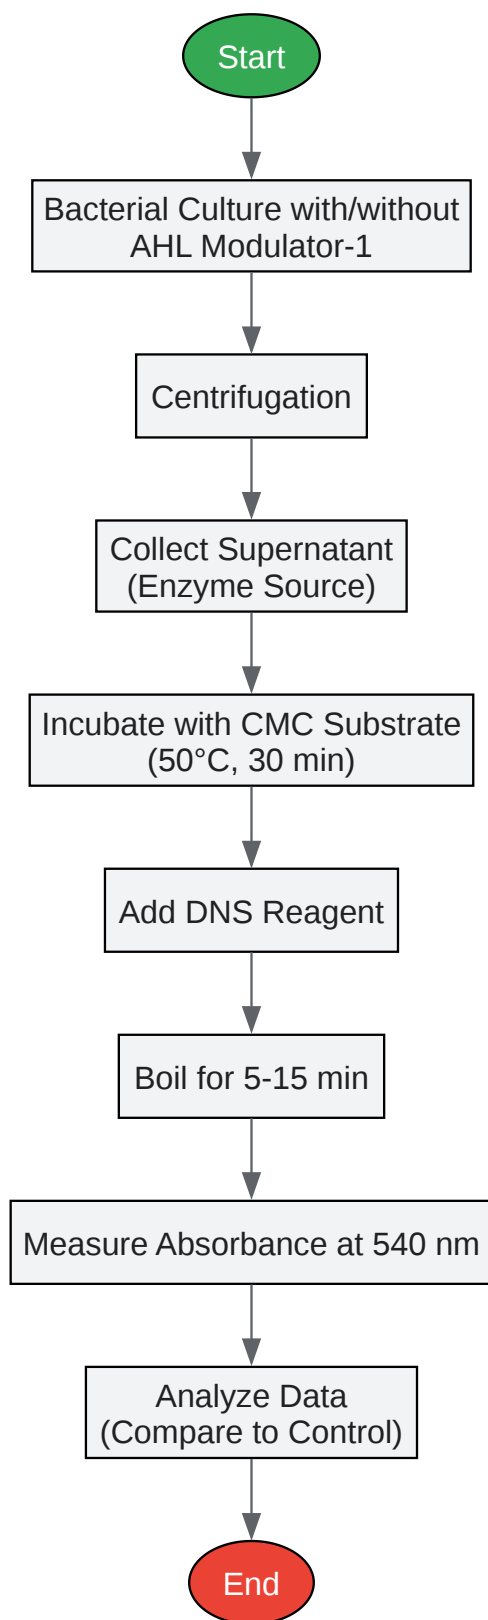 Start
Bacterial Culture with/without
AHL Modulator-1
Centrifugation
Collect Supernatant
(Enzyme Source)
Incubate with CMC Substrate
(50°C, 30 min)
Add DNS Reagent
Boil for 5-15 min
Measure Absorbance at 540 nm
Analyze Data
(Compare to Control)
End